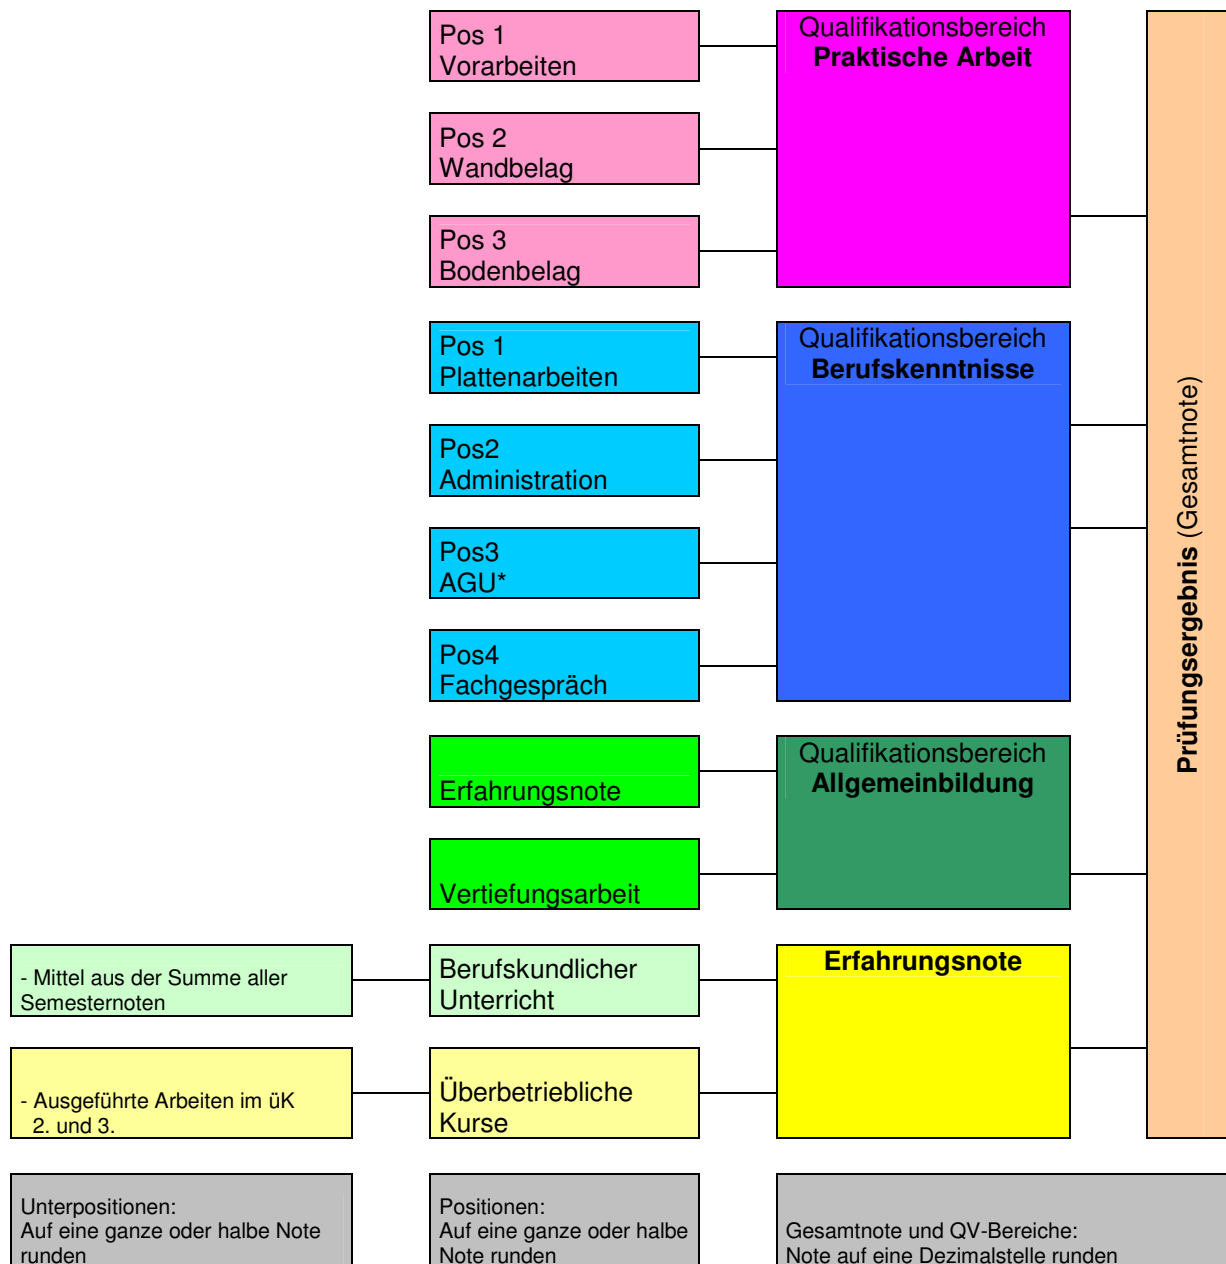 Pos 1
Vorarbeiten
Qualifikationsbereich
Praktische Arbeit
Pos 2
Wandbelag
Pos 3
Bodenbelag
Pos 1
Plattenarbeiten
Qualifikationsbereich
Berufskenntnisse
Pos2
Administration
Pos3
AGU*
Pos4
Fachgespräch
Erfahrungsnote
Qualifikationsbereich
Allgemeinbildung
Vertiefungsarbeit
- Mittel aus der Summe aller
Semesternoten
Berufskundlicher
Unterricht
Erfahrungsnote
- Ausgeführte Arbeiten im üK
2. und 3.
Überbetriebliche
Kurse
Prüfungsergebnis (Gesamtnote)
Unterpositionen:
Auf eine ganze oder halbe Note
runden
Positionen:
Auf eine ganze oder halbe
Note runden
Gesamtnote und QV-Bereiche:
Note auf eine Dezimalstelle runden